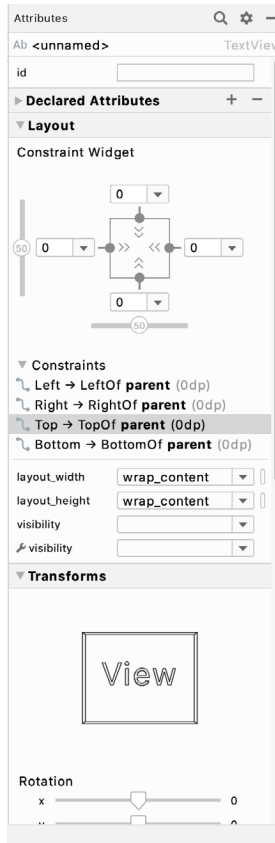 Attributes
Ab <unnamed> TextView
id
Declared Attributes + −
Layout
Constraint Widget
0
50 0 0
0
50
Constraints
Left → LeftOf parent (0dp)
Right → RightOf parent (0dp)
Top → TopOf parent (0dp)
Bottom → BottomOf parent (0dp)
layout_width wrap_content
layout_height wrap_content
visibility
visibility
Transforms
View
Rotation
x 0